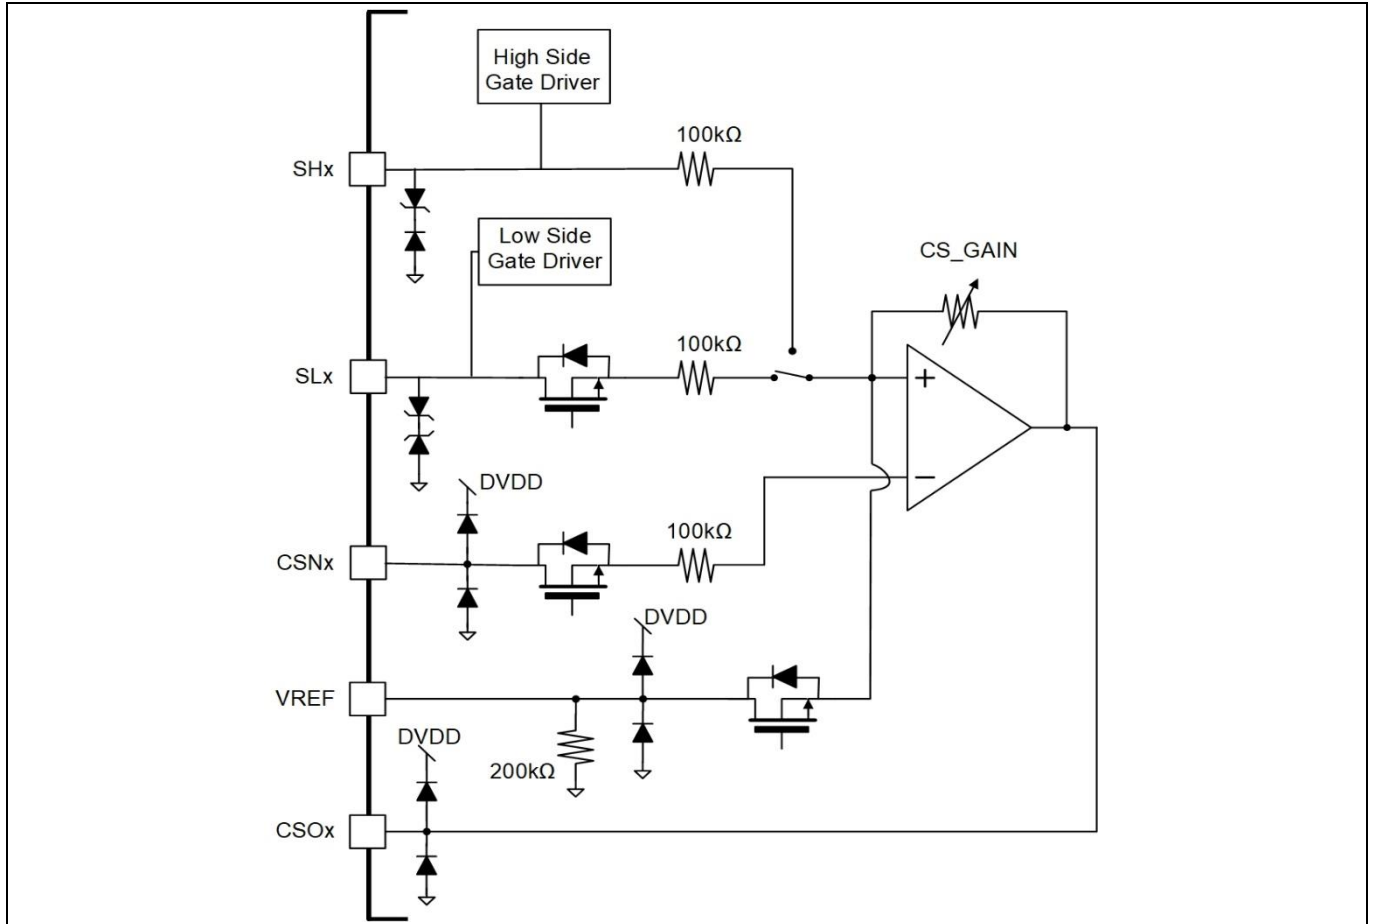 High Side
Gate Driver
100kΩ
SHx
Low Side
Gate Driver
CS_GAIN
100kΩ
SLx
+
−
DVDD
100kΩ
CSNx
DVDD
VREF
DVDD
200kΩ
CSOx